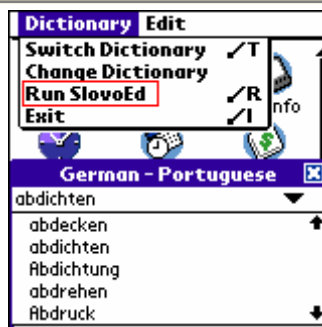 Dictionary Edit
Switch Dictionary /T
Change Dictionary
Run SlovoEd /R
Exit /I
nfo
German - Portuguese
abdichten
abdecken
abdichten
Abdichtung
abdrehen
Abdruck